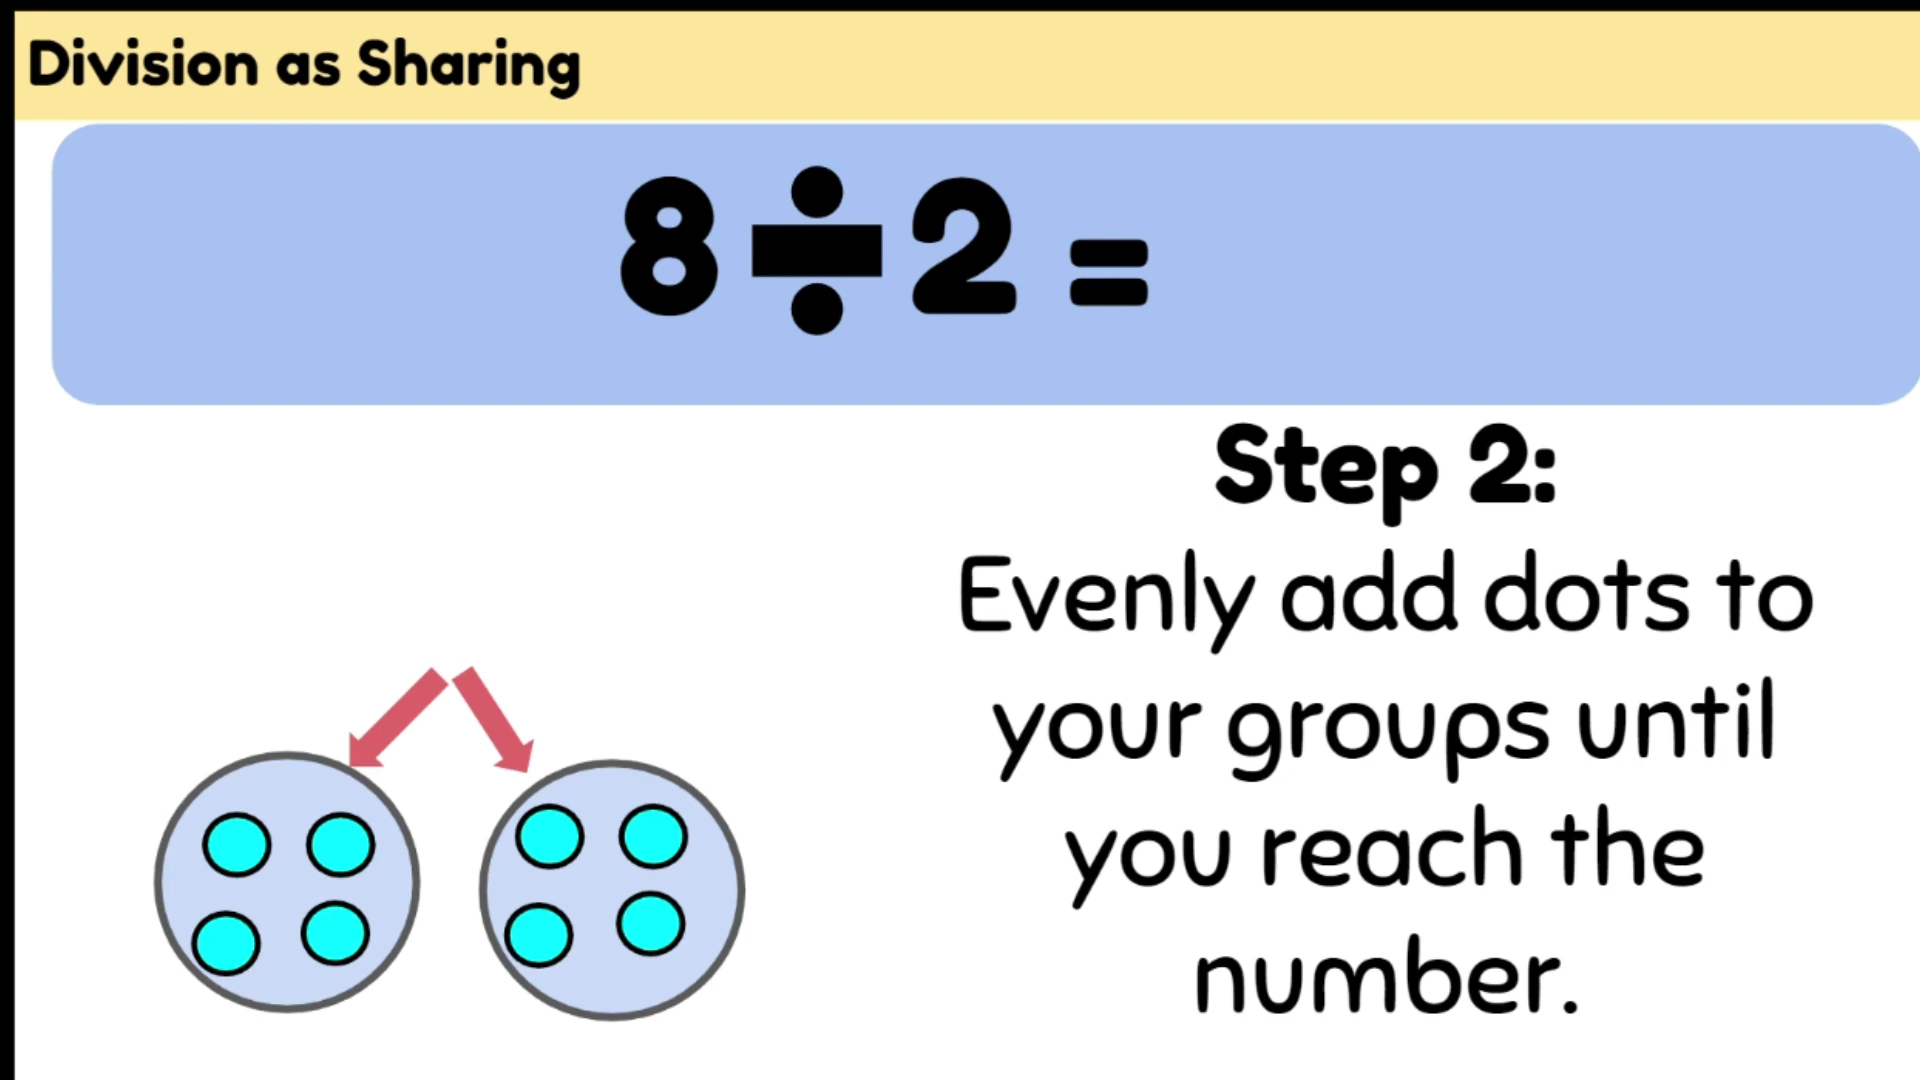 Division as Sharing
8÷2 =
Step 2:
Evenly add dots to
your groups until
you reach the
number.